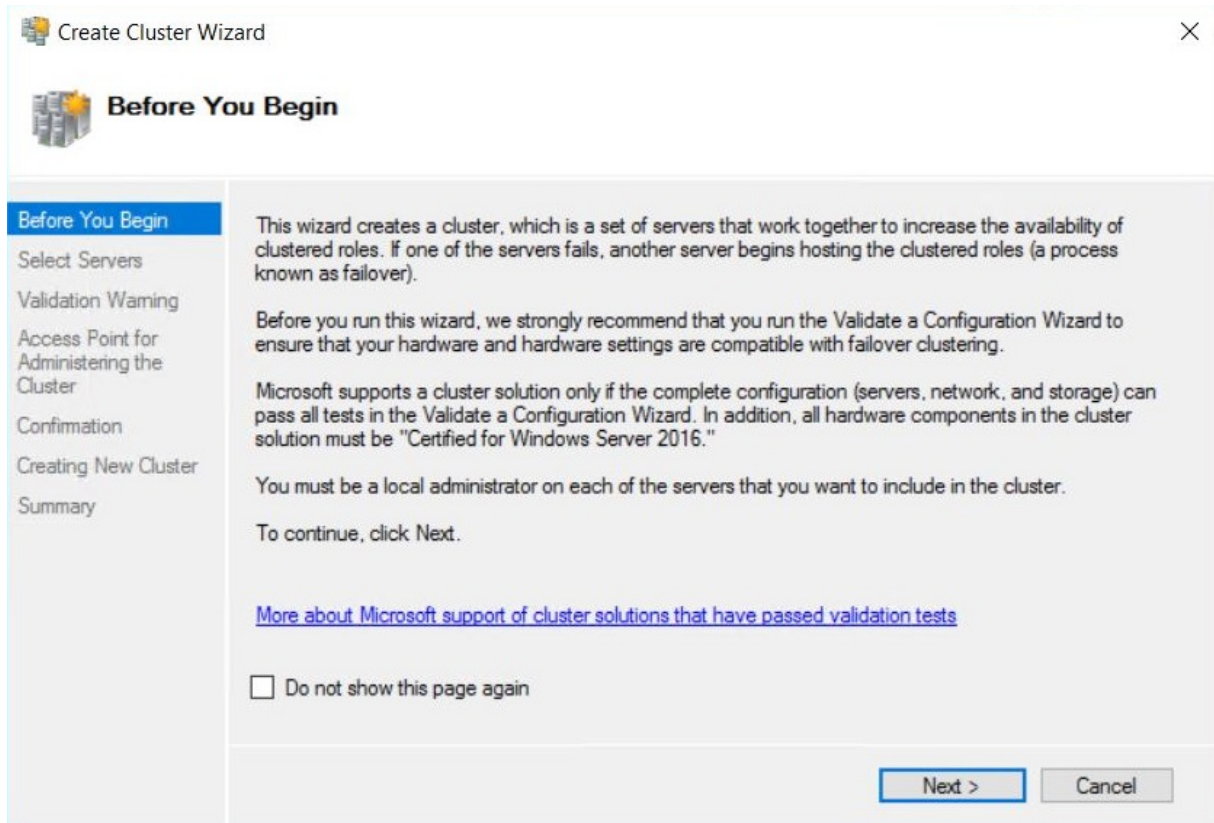 Create Cluster Wizard
Before You Begin
Before You Begin
Select Servers
Validation Warning
Access Point for
Administering the
Cluster
Confirmation
Creating New Cluster
Summary
This wizard creates a cluster, which is a set of servers that work together to increase the availability of
clustered roles. If one of the servers fails, another server begins hosting the clustered roles (a process
known as failover).
Before you run this wizard, we strongly recommend that you run the Validate a Configuration Wizard to
ensure that your hardware and hardware settings are compatible with failover clustering.
Microsoft supports a cluster solution only if the complete configuration (servers, network, and storage) can
pass all tests in the Validate a Configuration Wizard. In addition, all hardware components in the cluster
solution must be "Certified for Windows Server 2016."
You must be a local administrator on each of the servers that you want to include in the cluster.
To continue, click Next.
More about Microsoft support of cluster solutions that have passed validation tests
Do not show this page again
Next >
Cancel